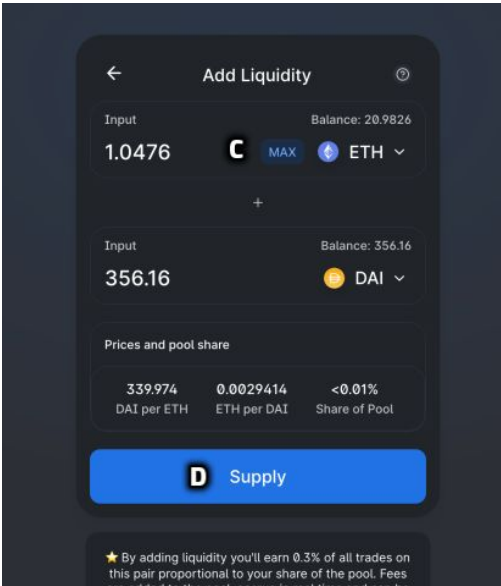 Add Liquidity
Input Balance: 20.9826
1.0476 C MAX ETH
+
Input Balance: 356.16
356.16 DAI
Prices and pool share
339.974 0.0029414 <0.01%
DAI per ETH ETH per DAI Share of Pool
D Supply
⭐ By adding liquidity you'll earn 0.3% of all trades on
this pair proportional to your share of the pool. Fees